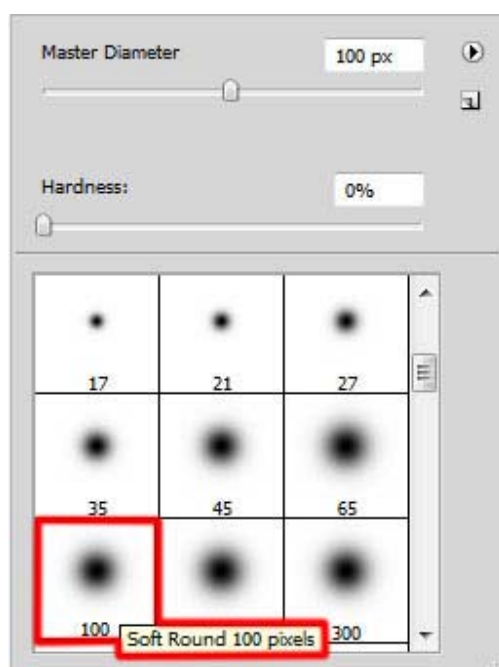 Master Diameter 100 px
Hardness: 0%
17 21 27
35 45 65
100 300
Soft Round 100 pixels